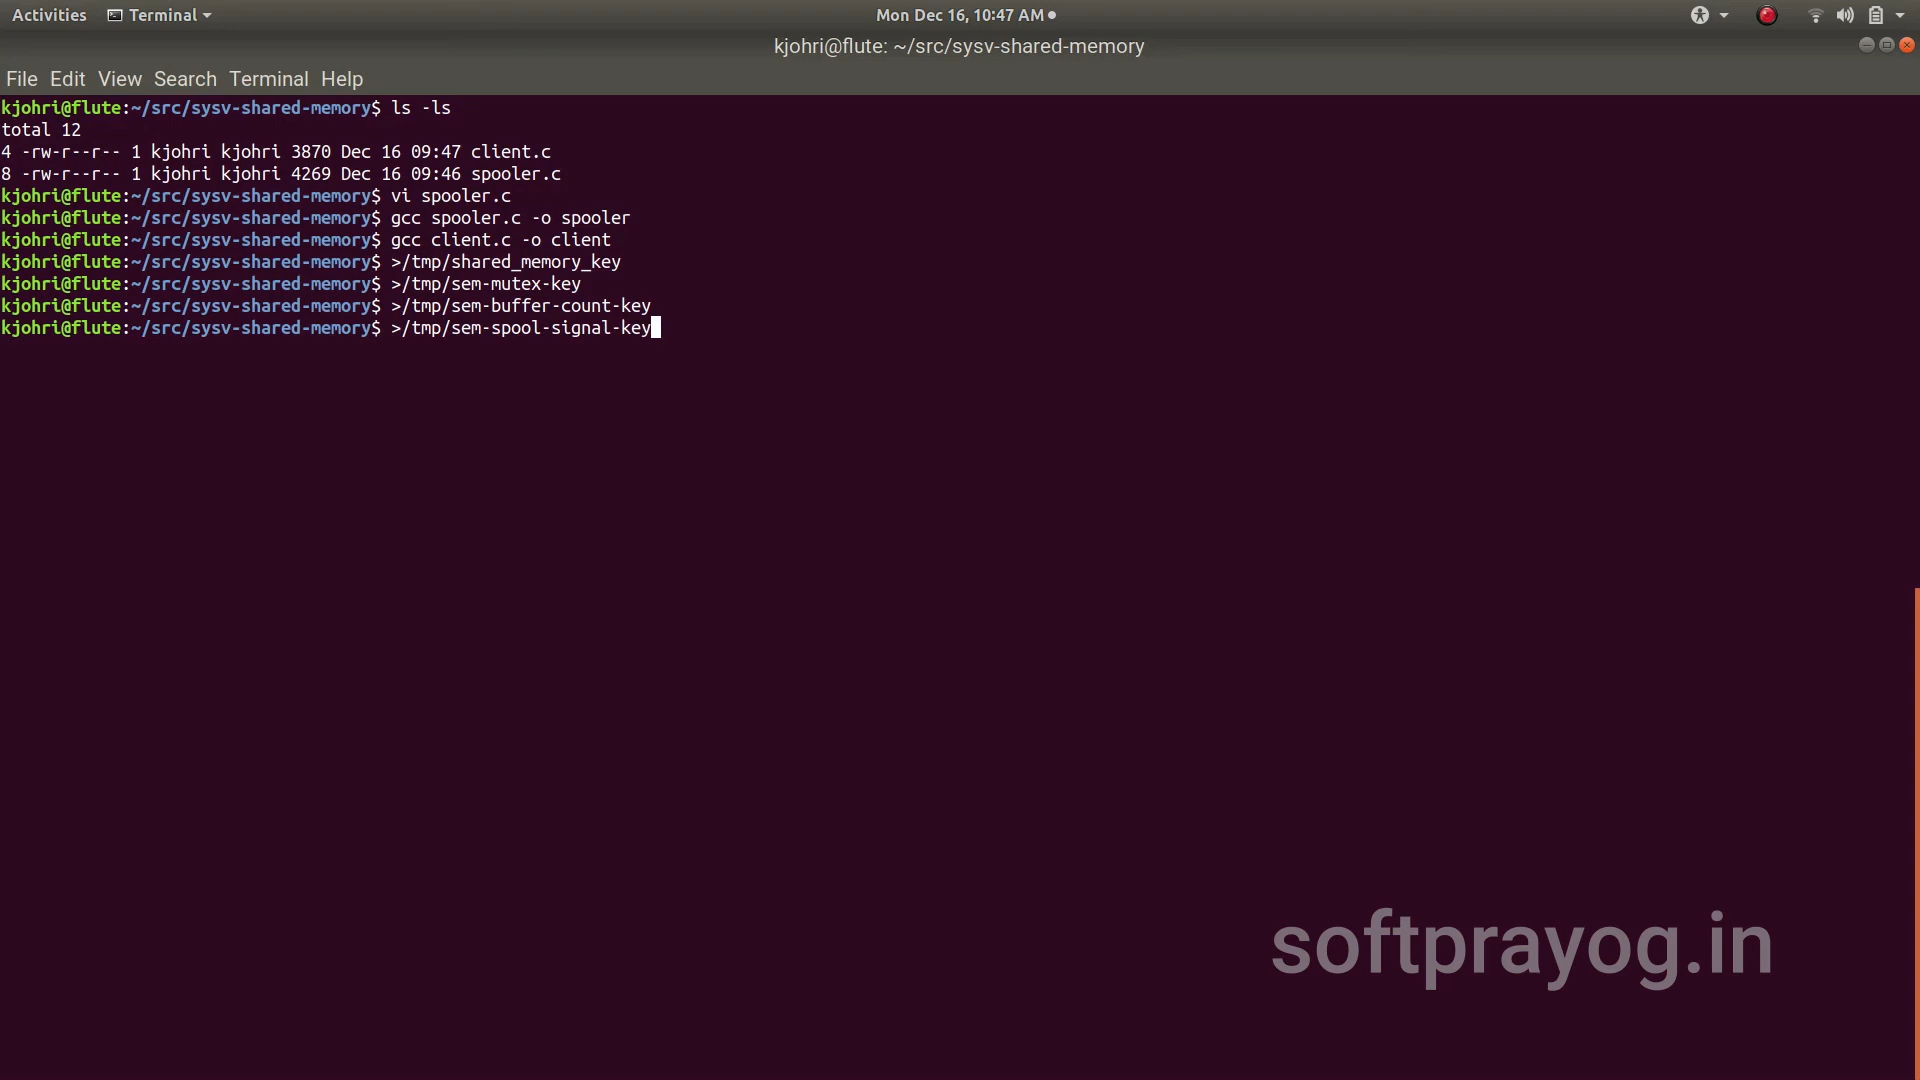 Activities Terminal Mon Dec 16, 10:47 AM
kjohri@flute: ~/src/sysv-shared-memory
File Edit View Search Terminal Help
kjohri@flute:~/src/sysv-shared-memory$ ls -ls
total 12
4 -rw-r--r-- 1 kjohri kjohri 3870 Dec 16 09:47 client.c
8 -rw-r--r-- 1 kjohri kjohri 4269 Dec 16 09:46 spooler.c
kjohri@flute:~/src/sysv-shared-memory$ vi spooler.c
kjohri@flute:~/src/sysv-shared-memory$ gcc spooler.c -o spooler
kjohri@flute:~/src/sysv-shared-memory$ gcc client.c -o client
kjohri@flute:~/src/sysv-shared-memory$ >/tmp/shared_memory_key
kjohri@flute:~/src/sysv-shared-memory$ >/tmp/sem-mutex-key
kjohri@flute:~/src/sysv-shared-memory$ >/tmp/sem-buffer-count-key
kjohri@flute:~/src/sysv-shared-memory$ >/tmp/sem-spool-signal-key
softprayog.in